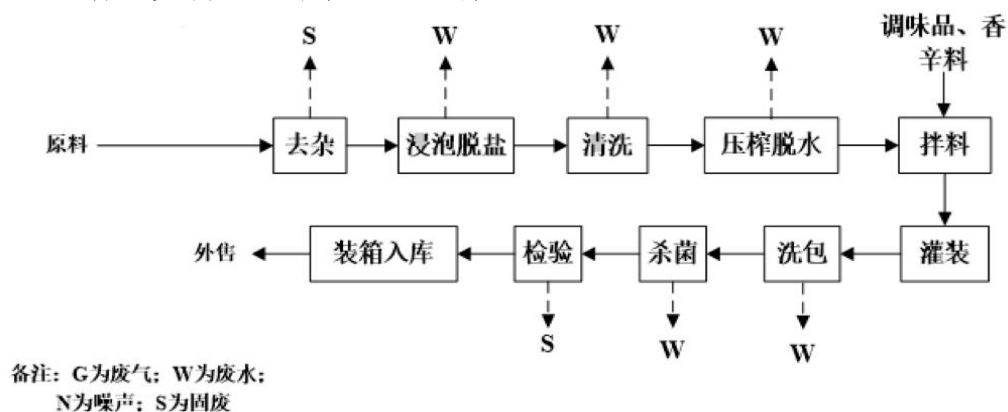 S
W
W
W
调味品、香
辛料
原料
去杂
浸泡脱盐
清洗
压榨脱水
拌料
外售
装箱入库
检验
杀菌
洗包
灌装
S
W
W
备注：G为废气；W为废水；
N为噪声；S为固废